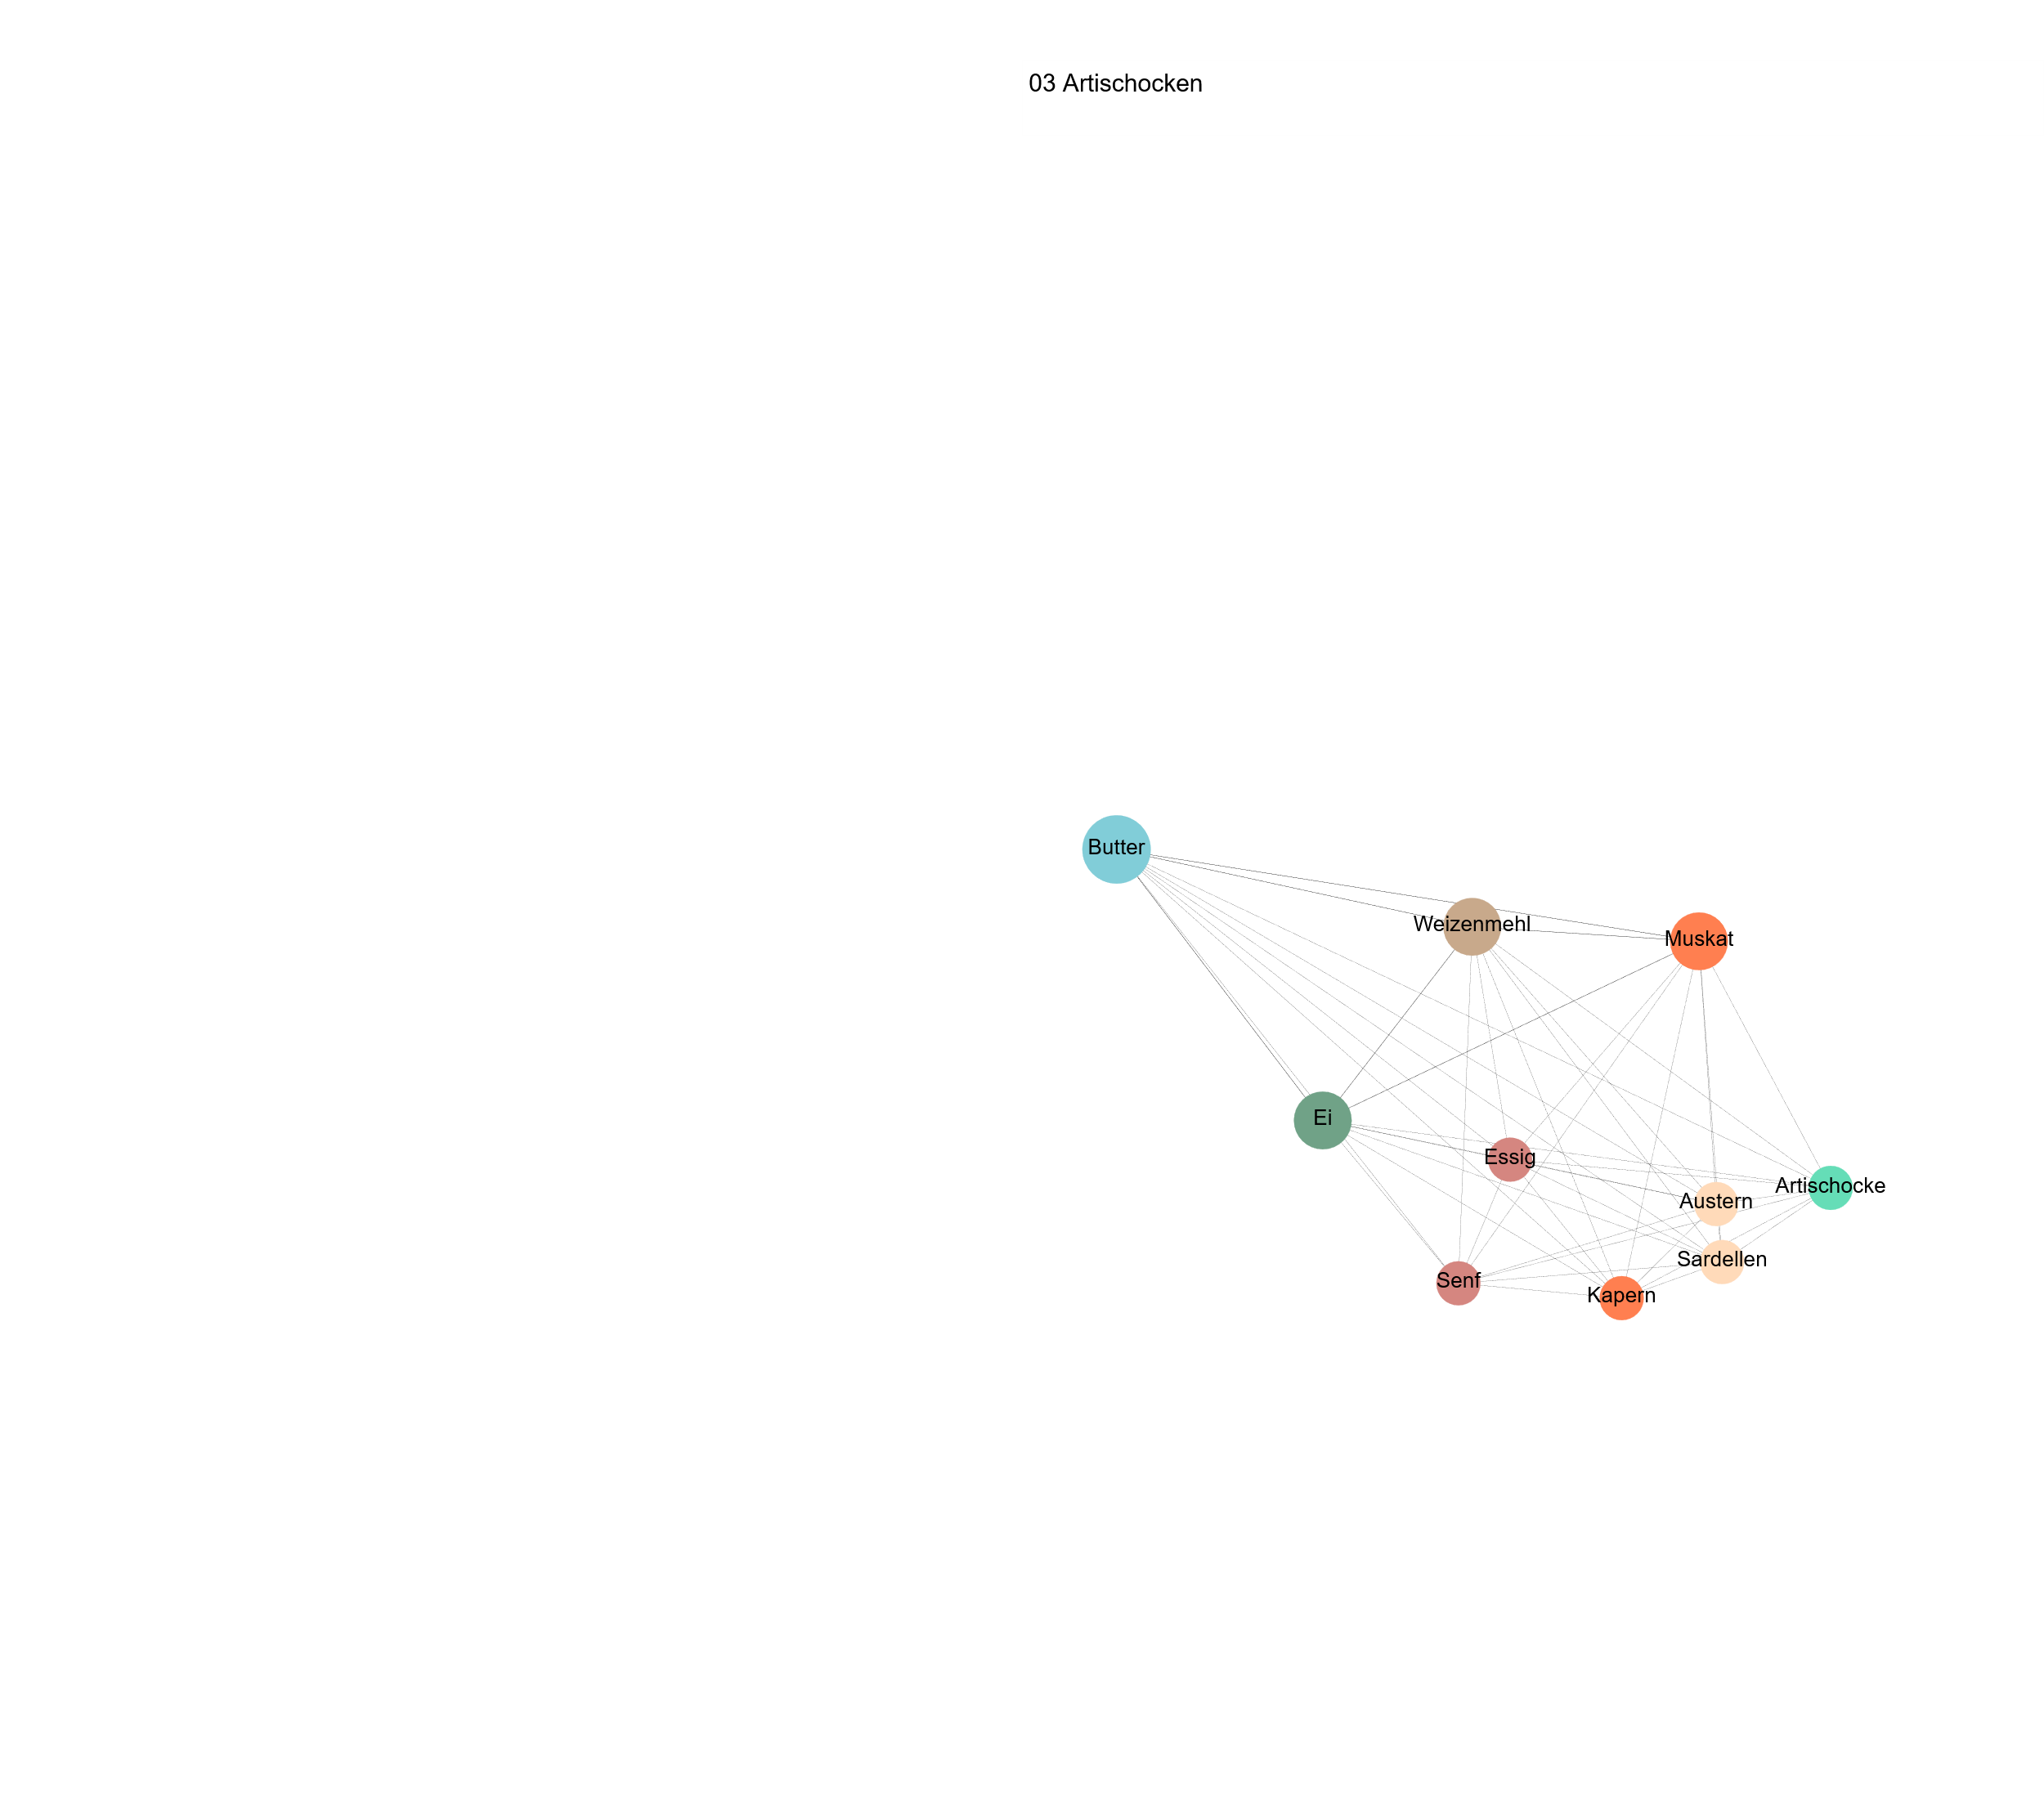 03 Artischocken
Butter
Weizenmehl
Muskat
Ei
Essig
Artischocke
Austern
Sardellen
Senf
Kapern